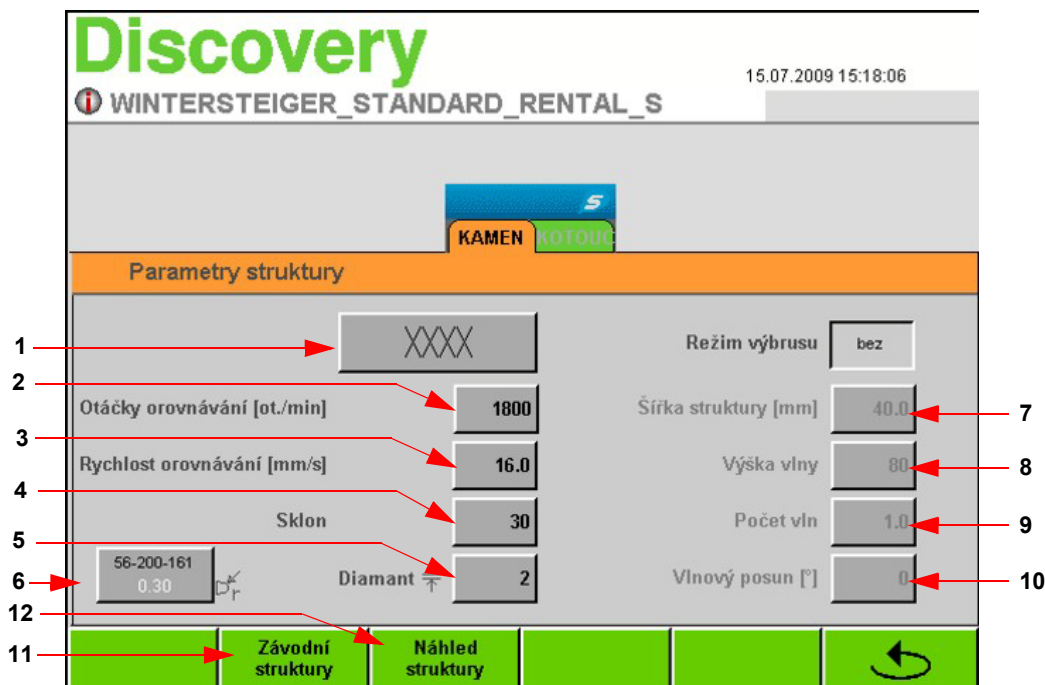 Discovery
15.07.2009 15:18:06
WINTERSTEIGER_STANDARD_RENTAL_S
S
KAMEN KOTOUC
Parametry struktury
1
XXXX
Režim výbrusu bez
2
Otáčky orovnávání [ot./min] 1800
Šířka struktury [mm] 40.0
7
3
Rychlost orovnávání [mm/s] 16.0
Výška vlny 80
8
4
Sklon 30
Počet vln 1.0
9
5
56-200-161
6
0.30
r
Diamant 2
Vlnový posun [°] 0
10
12
11
Závodní
struktury
Náhled
struktury